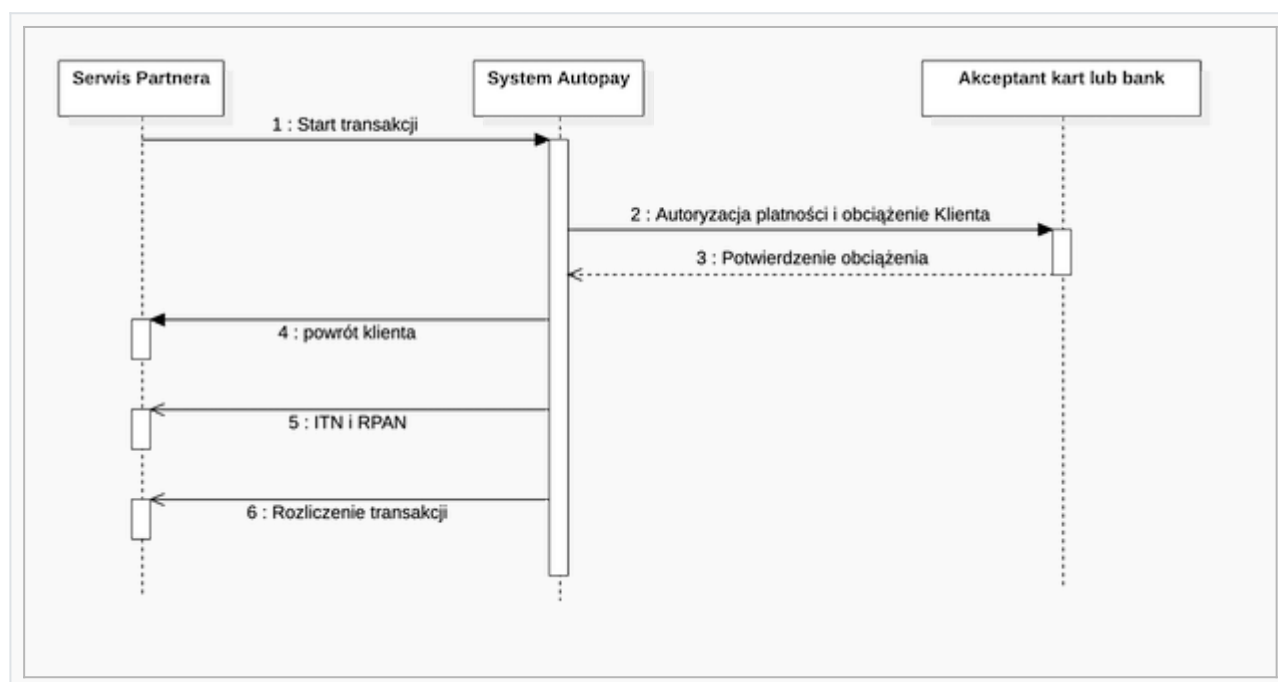 Serwis Partnera
System Autopay
Akceptant kart lub bank
1 : Start transakcji
2 : Autoryzacja płatności i obciążenie Klienta
3 : Potwierdzenie obciążenia
4 : powrót klienta
5 : ITN i RPAN
6 : Rozliczenie transakcji